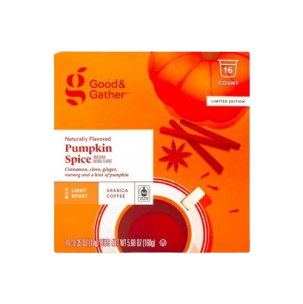 16
COUNT
Good&
Gather™
LIMITED EDITION
Naturally Flavored
Pumpkin
Spice
Cinnamon, clove, ginger,
nutmeg and a hint of pumpkin
LIGHT
ROAST
ARABICA
COFFEE